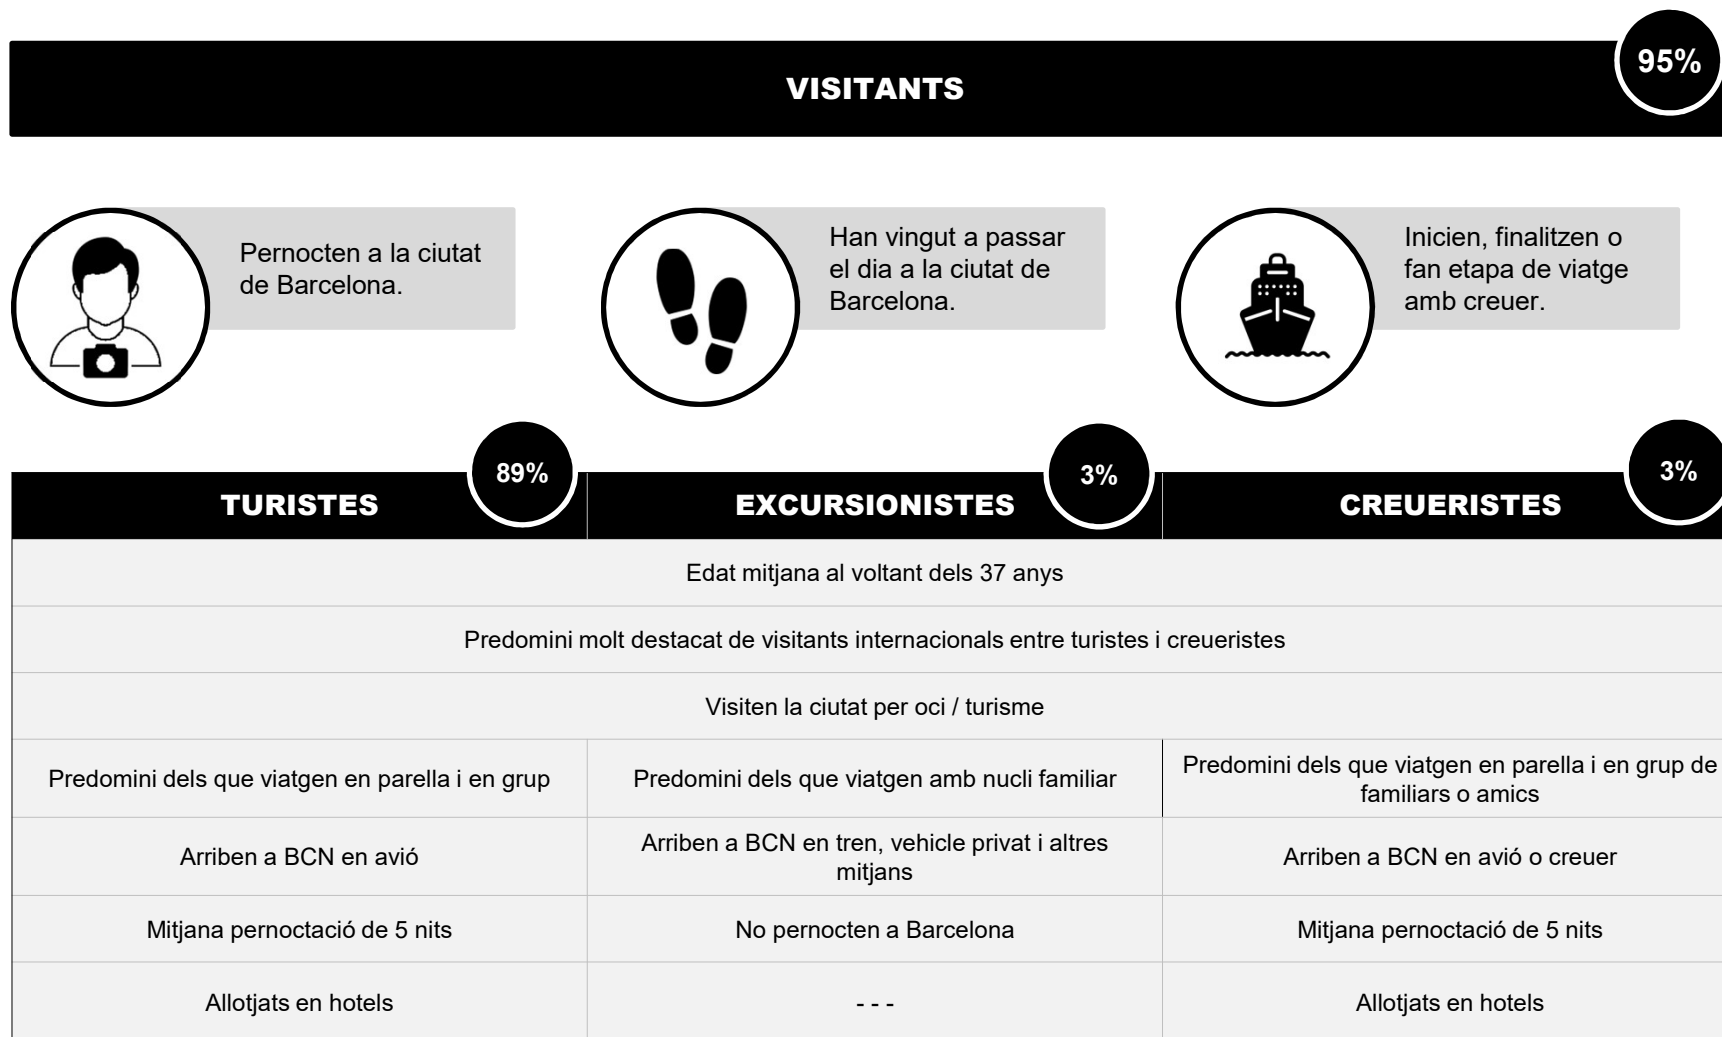 95%
VISITANTS
Pernocten a la ciutat
de Barcelona.
Han vingut a passar
el dia a la ciutat de
Barcelona.
Inicien, finalitzen o
fan etapa de viatge
amb creuer.
89%
3%
3%
TURISTES
EXCURSIONISTES
CREUERISTES
Edat mitjana al voltant dels 37 anys
Predomini molt destacat de visitants internacionals entre turistes i creueristes
Visiten la ciutat per oci / turisme
Predomini dels que viatgen en parella i en grup
Predomini dels que viatgen amb nucli familiar
Predomini dels que viatgen en parella i en grup de
familiars o amics
Arriben a BCN en avió
Arriben a BCN en tren, vehicle privat i altres
mitjans
Arriben a BCN en avió o creuer
Mitjana pernoctació de 5 nits
No pernocten a Barcelona
Mitjana pernoctació de 5 nits
Allotjats en hotels
- - -
Allotjats en hotels